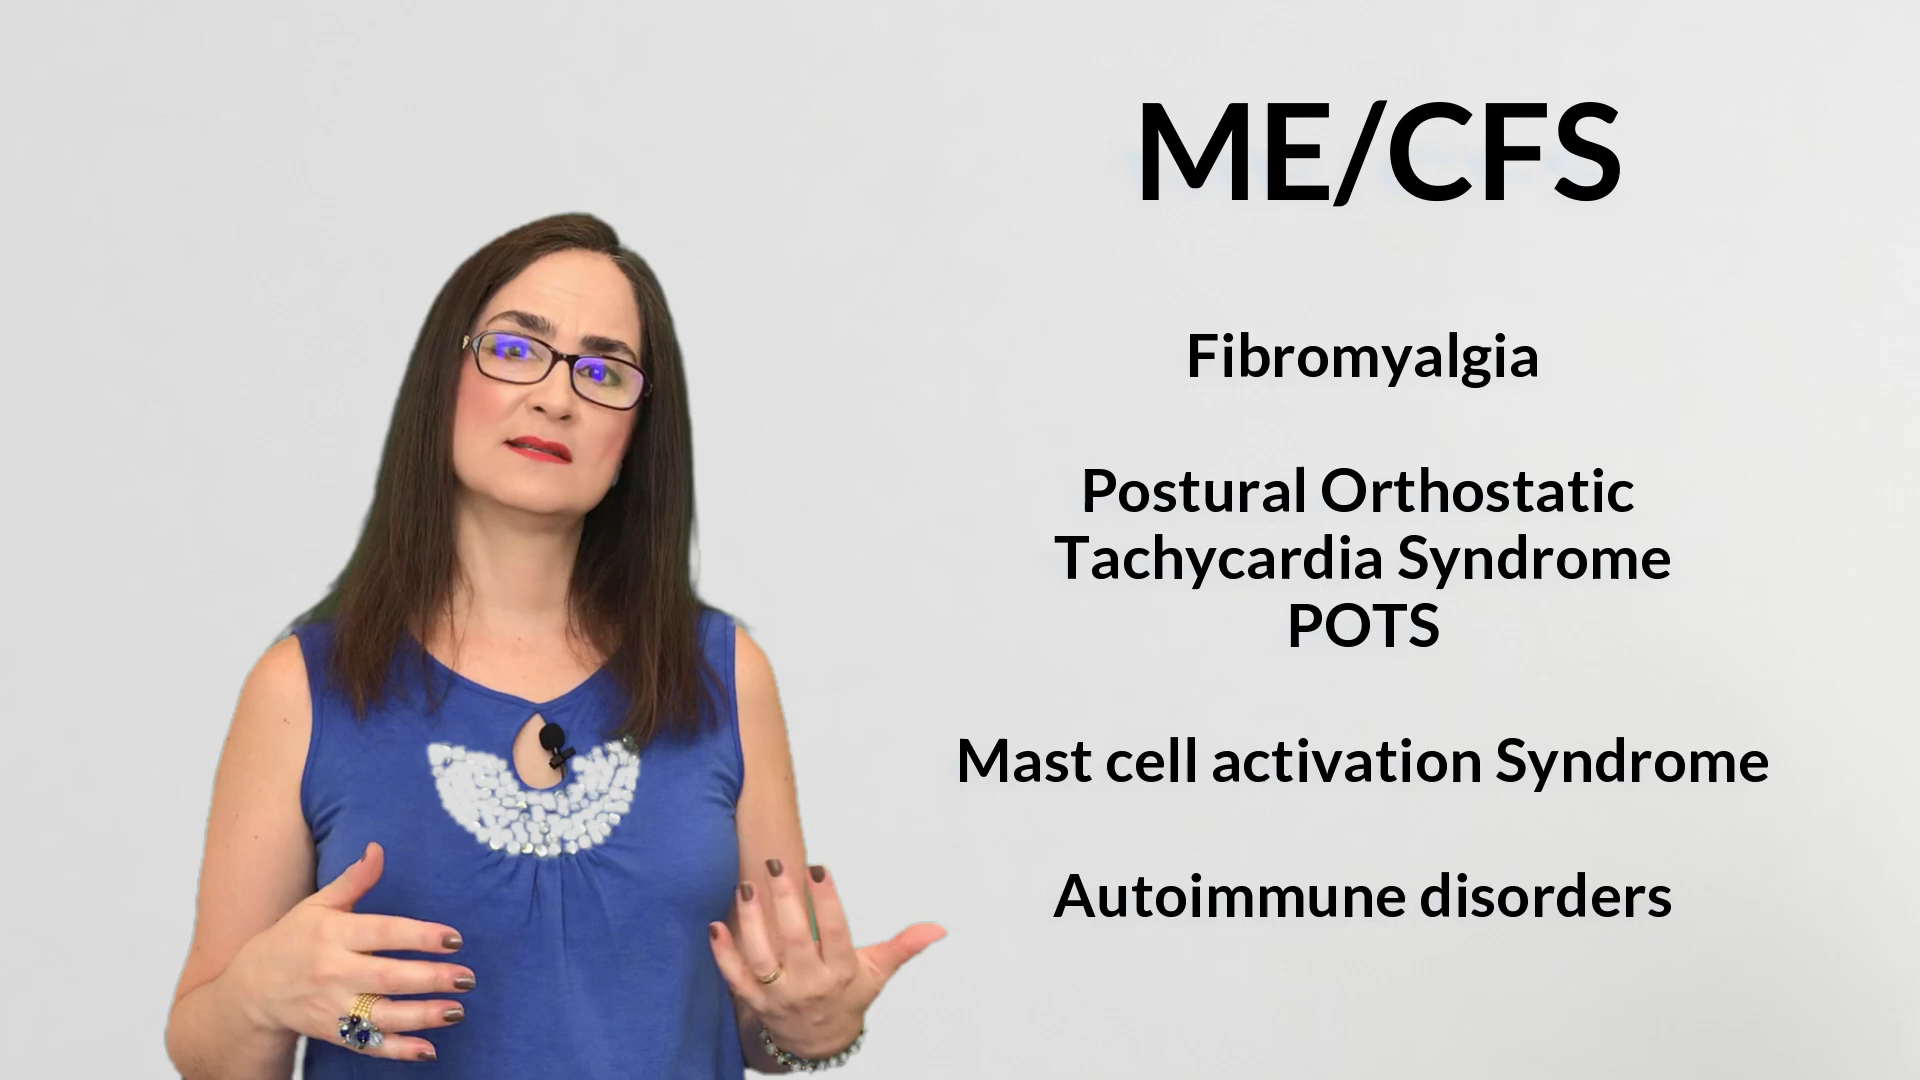 ME/CFS
Fibromyalgia
Postural Orthostatic
Tachycardia Syndrome
POTS
Mast cell activation Syndrome
Autoimmune disorders